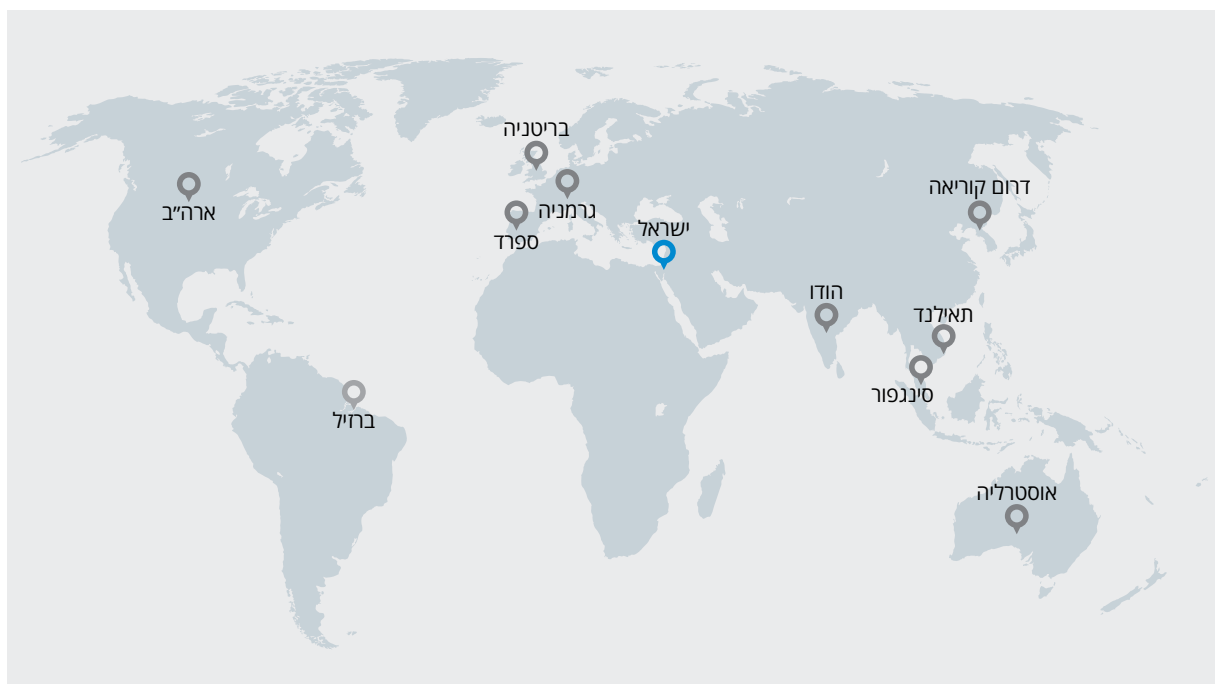 בריטניה
דרום קוריאה
ארה״ב
גרמניה
ספרד
ישראל
הודו
תאילנד
סינגפור
ברזיל
אוסטרליה